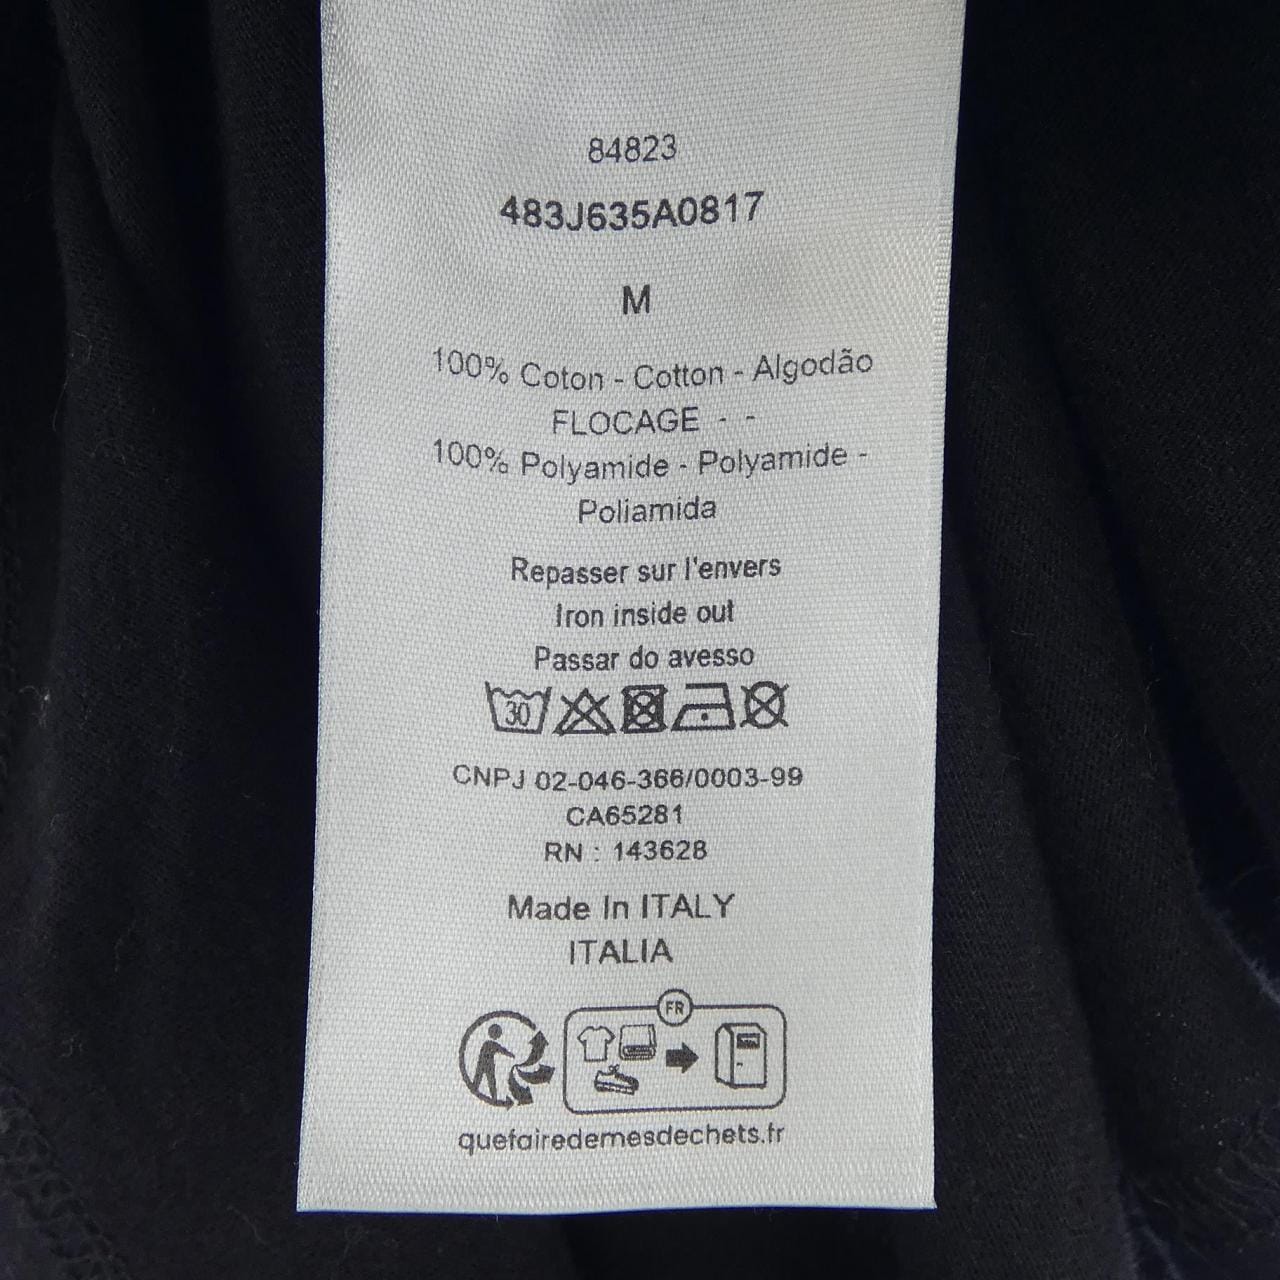 84823
483J635A0817
M
100% Coton - Cotton - Algodão
FLOCAGE - -
100% Polyamide - Polyamide -
Poliamida
Repasser sur l'envers
Iron inside out
Passar do avesso
30
CNPJ 02-046-366/0003-99
CA65281
RN : 143628
Made In ITALY
ITALIA
FR
quefairedemesdechets.fr